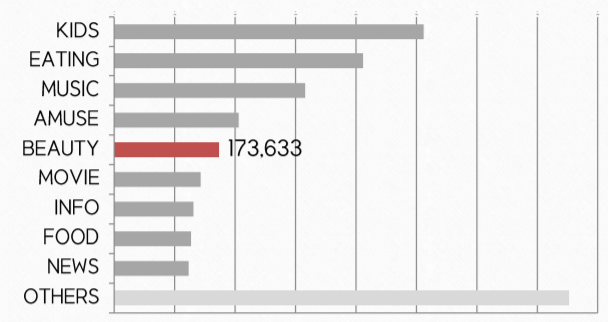 KIDS
EATING
MUSIC
AMUSE
BEAUTY 173,633
MOVIE
INFO
FOOD
NEWS
OTHERS